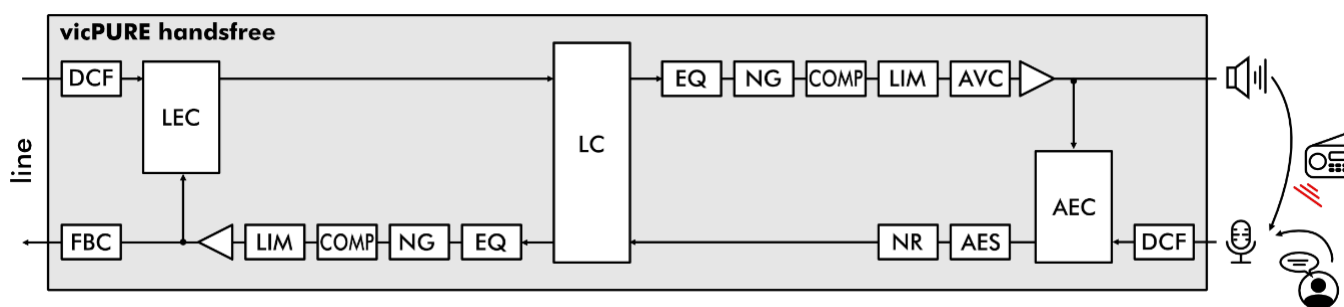 vicPURE handsfree
DCF
LEC
LC
EQ
NG
COMP
LIM
AVC
line
AEC
FBC
LIM
COMP
NG
EQ
NR
AES
DCF